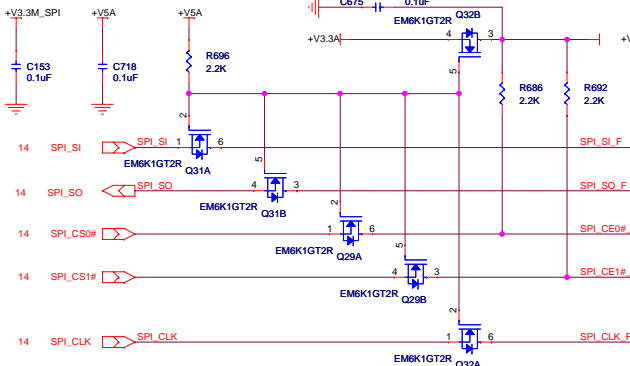 C675
0.1uF
Q32B
+V3.3M_SPI
+V5A
+V5A
EM6K1GT2R
+V3.3A
4
3
5
C153
0.1uF
C718
0.1uF
R696
2.2K
R686
2.2K
R692
2.2K
2
14
SPI_SI
SPI_SI
1
6
SPI_SI_F
EM6K1GT2R
Q31A
5
14
SPI_SO
SPI_SO
4
3
SPI_SO_F
EM6K1GT2R
Q31B
2
14
SPI_CS0#
1
6
SPI_CE0#_
EM6K1GT2R
Q29A
5
14
SPI_CS1#
4
3
SPI_CE1#_
EM6K1GT2R
Q29B
2
14
SPI_CLK
SPI_CLK
1
6
SPI_CLK_F
EM6K1GT2R
Q32A